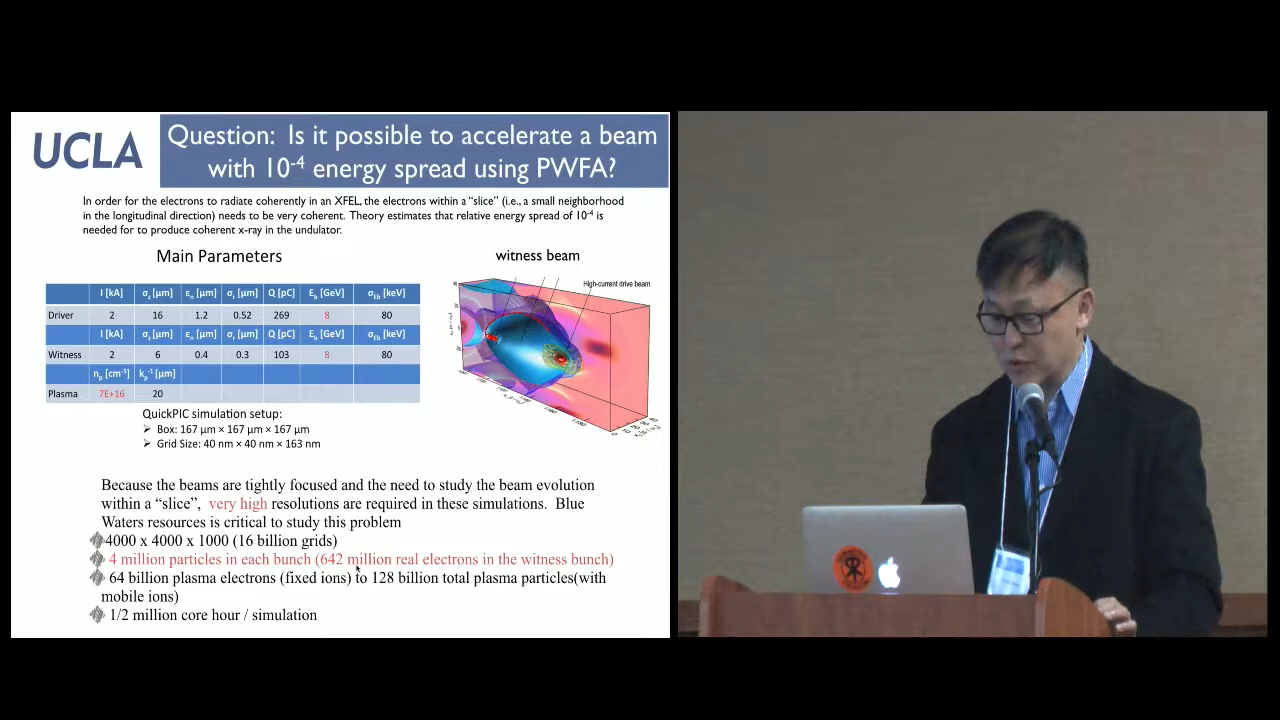 UCLA
Question: Is it possible to accelerate a beam
with 10-4 energy spread using PWFA?
In order for the electrons to radiate coherently in an XFEL, the electrons within a “slice” (i.e., a small neighborhood
in the longitudinal direction) needs to be very coherent. Theory estimates that relative energy spread of 10-4 is
needed for to produce coherent x-ray in the undulator.
Main Parameters
I [kA] σz [μm] εn [μm] σr [μm] Q [pC] Eb [GeV] σEb [keV]
Driver 2 16 1.2 0.52 269 8 80
I [kA] σz [μm] εn [μm] σr [μm] Q [pC] Eb [GeV] σEb [keV]
Witness 2 6 0.4 0.3 103 8 80
np [cm-3] kp-1 [μm]
Plasma 7E+16 20
witness beam
High-current drive beam
QuickPIC simulation setup:
➢ Box: 167 μm × 167 μm × 167 μm
➢ Grid Size: 40 nm × 40 nm × 163 nm
Because the beams are tightly focused and the need to study the beam evolution
within a “slice”, very high resolutions are required in these simulations. Blue
Waters resources is critical to study this problem
4000 x 4000 x 1000 (16 billion grids)
4 million particles in each bunch (642 million real electrons in the witness bunch)
64 billion plasma electrons (fixed ions) to 128 billion total plasma particles(with
mobile ions)
1/2 million core hour / simulation